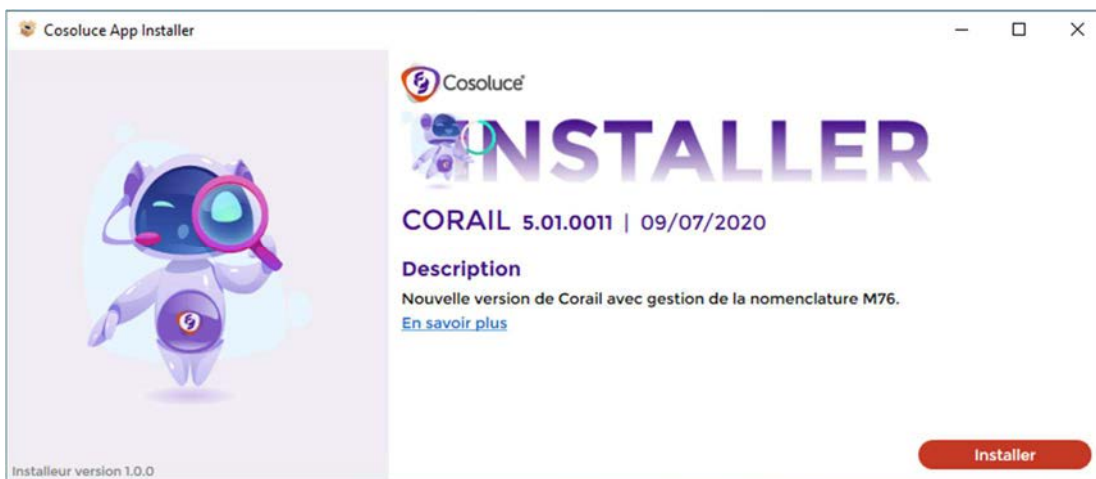 Cosoluce App Installer
Cosoluce
INSTALLER
CORAIL 5.01.0011 | 09/07/2020
Description
Nouvelle version de Corail avec gestion de la nomenclature M76.
En savoir plus
Installer
Installeur version 1.0.0